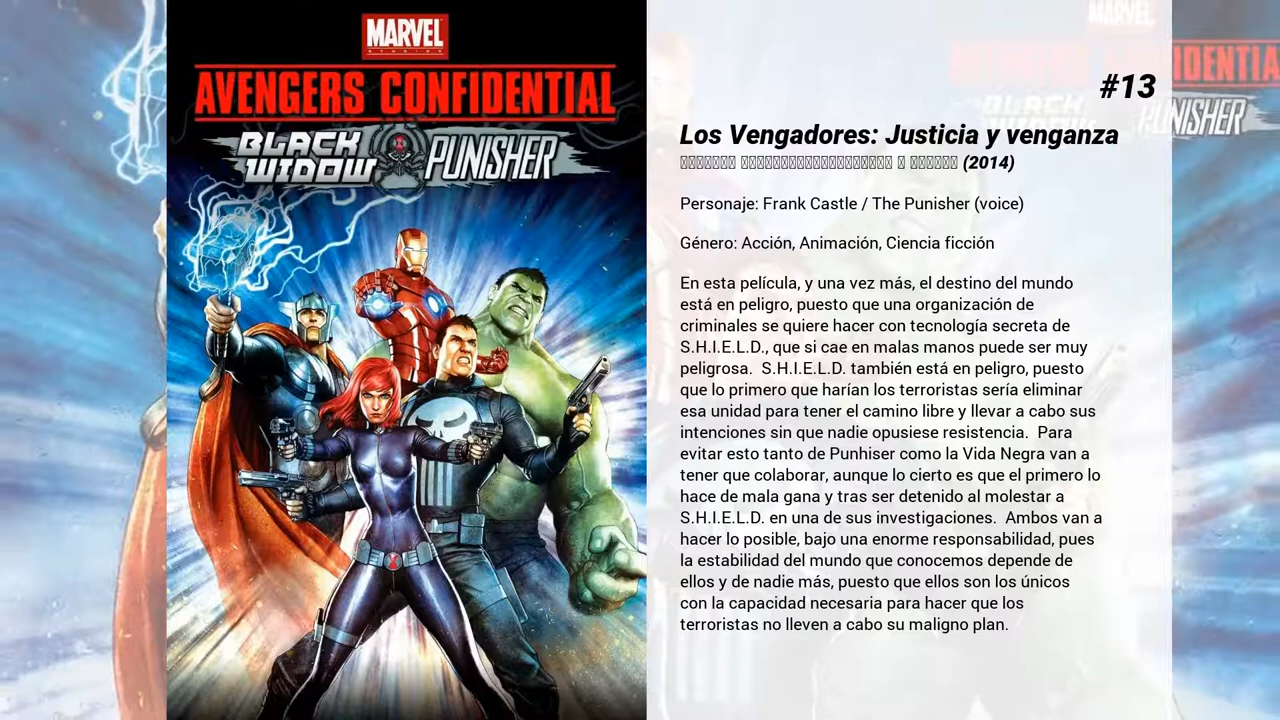 MARVEL
STUDIOS
AVENGERS CONFIDENTIAL
BLACK WIDOW PUNISHER
MARVEL
IDENTIA
PUNISHER
#13
Los Vengadores: Justicia y venganza
(2014)
Personaje: Frank Castle / The Punisher (voice)
Género: Acción, Animación, Ciencia ficción
En esta película, y una vez más, el destino del mundo
está en peligro, puesto que una organización de
criminales se quiere hacer con tecnología secreta de
S.H.I.E.L.D., que si cae en malas manos puede ser muy
peligrosa.  S.H.I.E.L.D. también está en peligro, puesto
que lo primero que harían los terroristas sería eliminar
esa unidad para tener el camino libre y llevar a cabo sus
intenciones sin que nadie opusiese resistencia.  Para
evitar esto tanto de Punhiser como la Vida Negra van a
tener que colaborar, aunque lo cierto es que el primero lo
hace de mala gana y tras ser detenido al molestar a
S.H.I.E.L.D. en una de sus investigaciones.  Ambos van a
hacer lo posible, bajo una enorme responsabilidad, pues
la estabilidad del mundo que conocemos depende de
ellos y de nadie más, puesto que ellos son los únicos
con la capacidad necesaria para hacer que los
terroristas no lleven a cabo su maligno plan.